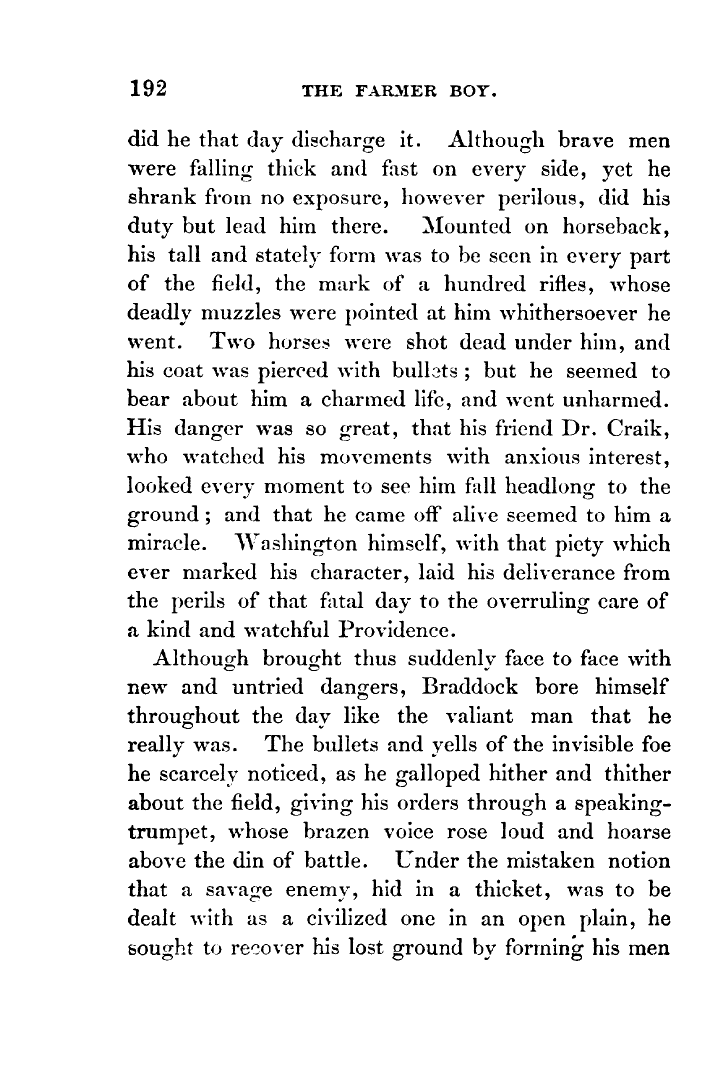 192 THE FARMER BOY.
did he that day discharge it. Although brave men
were falling thick and fast on every side, yet he
shrank from no exposure, however perilous, did his
duty but lead him there. Mounted on horseback,
his tall and stately form was to be seen in every part
of the field, the mark of a hundred rifles, whose
deadly muzzles were pointed at him whithersoever he
went. Two horses were shot dead under him, and
his coat was pierced with bullets; but he seemed to
bear about him a charmed life, and went unharmed.
His danger was so great, that his friend Dr. Craik,
who watched his movements with anxious interest,
looked every moment to see him fall headlong to the
ground; and that he came off alive seemed to him a
miracle. Washington himself, with that piety which
ever marked his character, laid his deliverance from
the perils of that fatal day to the overruling care of
a kind and watchful Providence.
Although brought thus suddenly face to face with
new and untried dangers, Braddock bore himself
throughout the day like the valiant man that he
really was. The bullets and yells of the invisible foe
he scarcely noticed, as he galloped hither and thither
about the field, giving his orders through a speaking-
trumpet, whose brazen voice rose loud and hoarse
above the din of battle. Under the mistaken notion
that a savage enemy, hid in a thicket, was to be
dealt with as a civilized one in an open plain, he
sought to recover his lost ground by forming his men